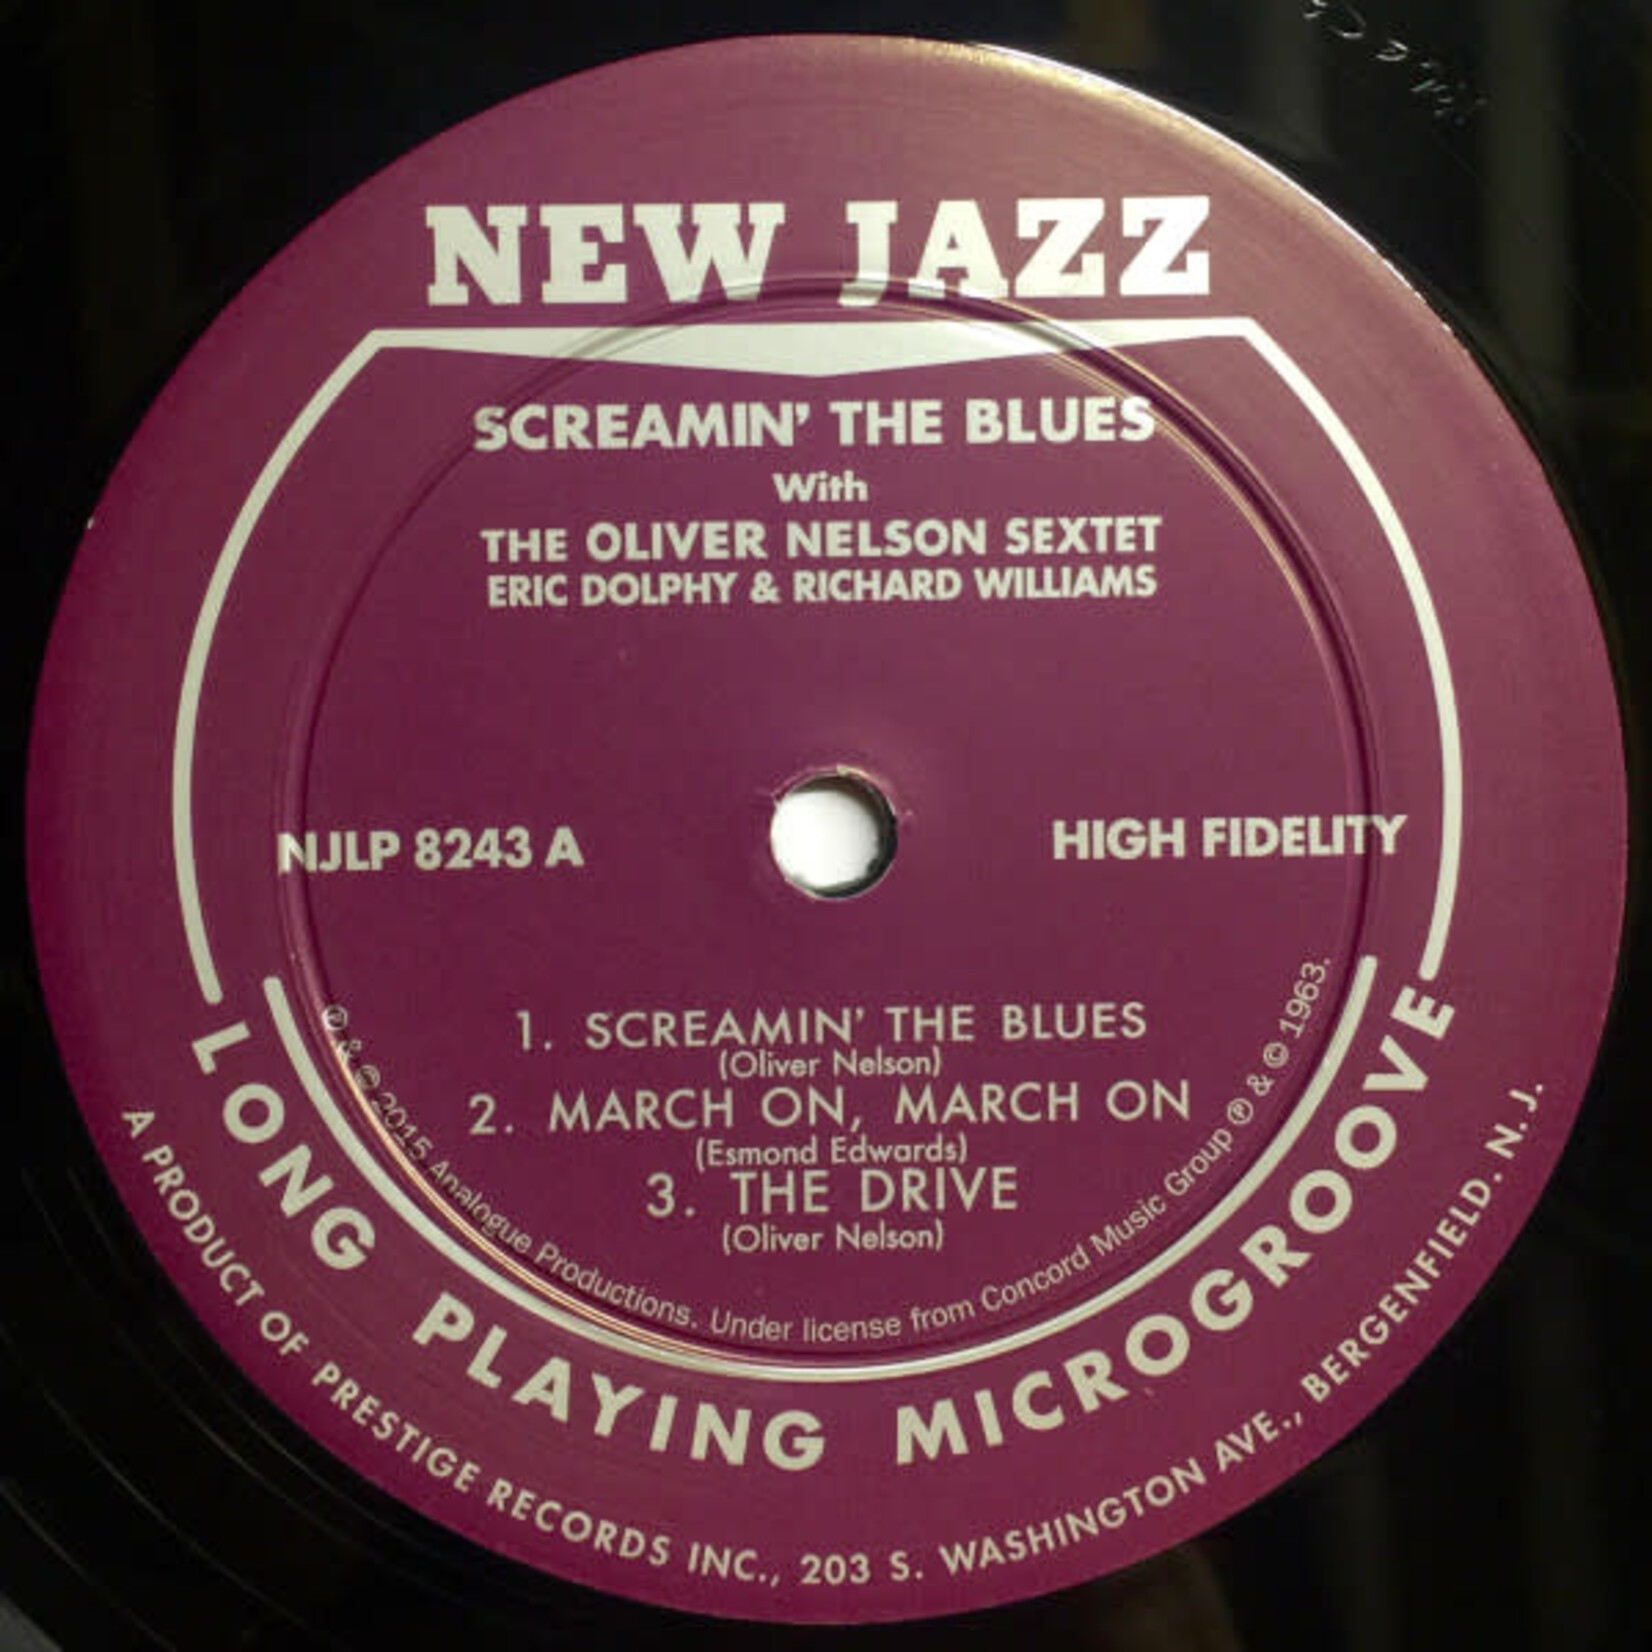 NEW JAZZ
SCREAMIN' THE BLUES
With
THE OLIVER NELSON SEXTET
ERIC DOLPHY & RICHARD WILLIAMS
NJLP 8243 A
HIGH FIDELITY
1. SCREAMIN' THE BLUES
(Oliver Nelson)
2. MARCH ON, MARCH ON
(Esmond Edwards)
3. THE DRIVE
(Oliver Nelson)
℗ & © 2015 Analogue Productions. Under license from Concord Music Group ℗ & © 1963.
LONG PLAYING MICROGROOVE
A PRODUCT OF PRESTIGE RECORDS INC., 203 S. WASHINGTON AVE., BERGENFIELD. N. J.